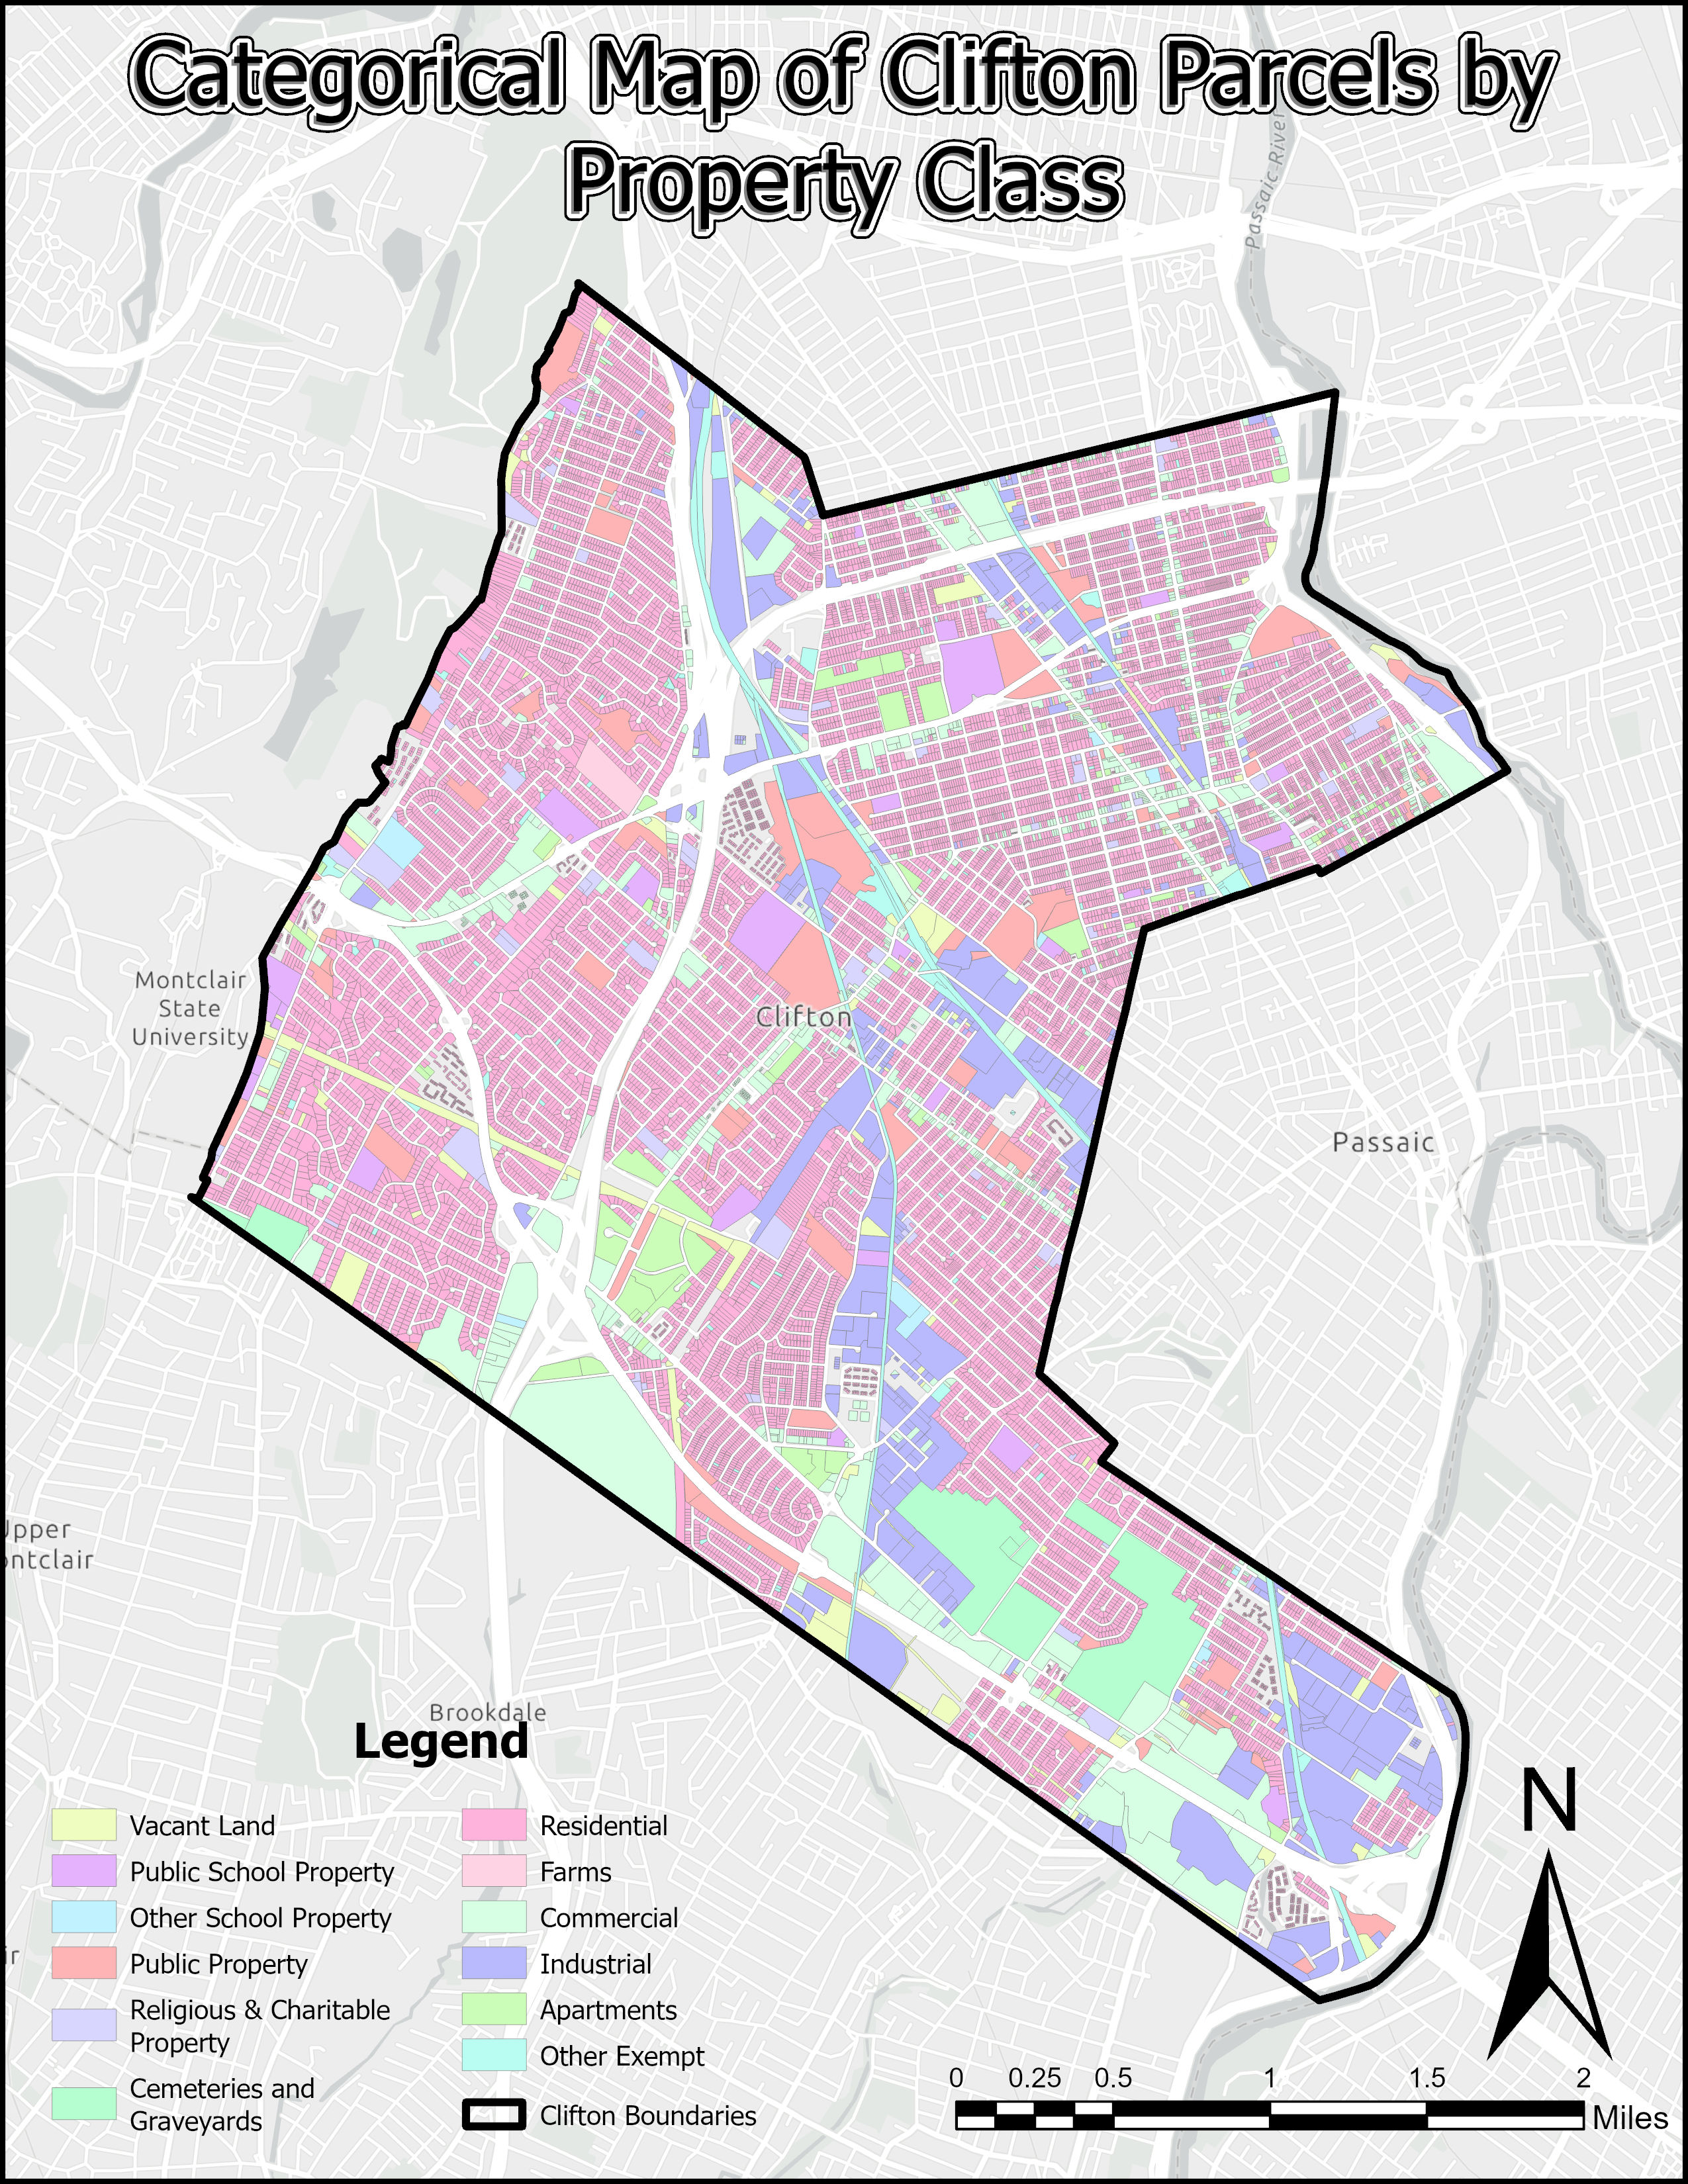 Categorical Map of Clifton Parcels by
Property Class
Passaic River
Montclair
State
University
Clifton
Passaic
Upper
Brookdale
Legend
Vacant Land
Public School Property
Other School Property
Public Property
Religious & Charitable
Property
Cemeteries and
Graveyards
Residential
Farms
Commercial
Industrial
Apartments
Other Exempt
Clifton Boundaries
N
0 0.25 0.5 1 1.5 2
Miles